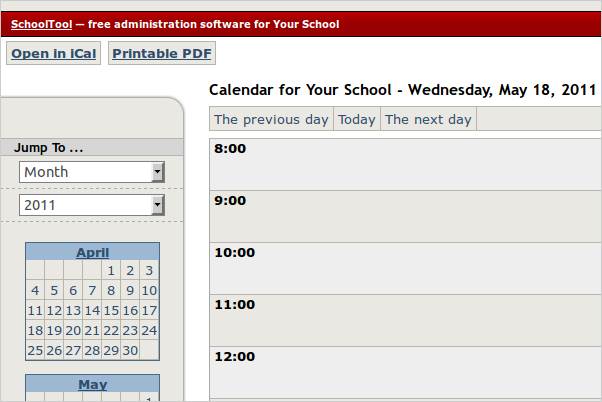 SchoolTool — free administration software for Your School
Open in iCal Printable PDF
Calendar for Your School - Wednesday, May 18, 2011
The previous day Today The next day
Jump To ...
Month
2011
April
1 2 3
4 5 6 7 8 9 10
11 12 13 14 15 16 17
18 19 20 21 22 23 24
25 26 27 28 29 30
May
8:00
9:00
10:00
11:00
12:00